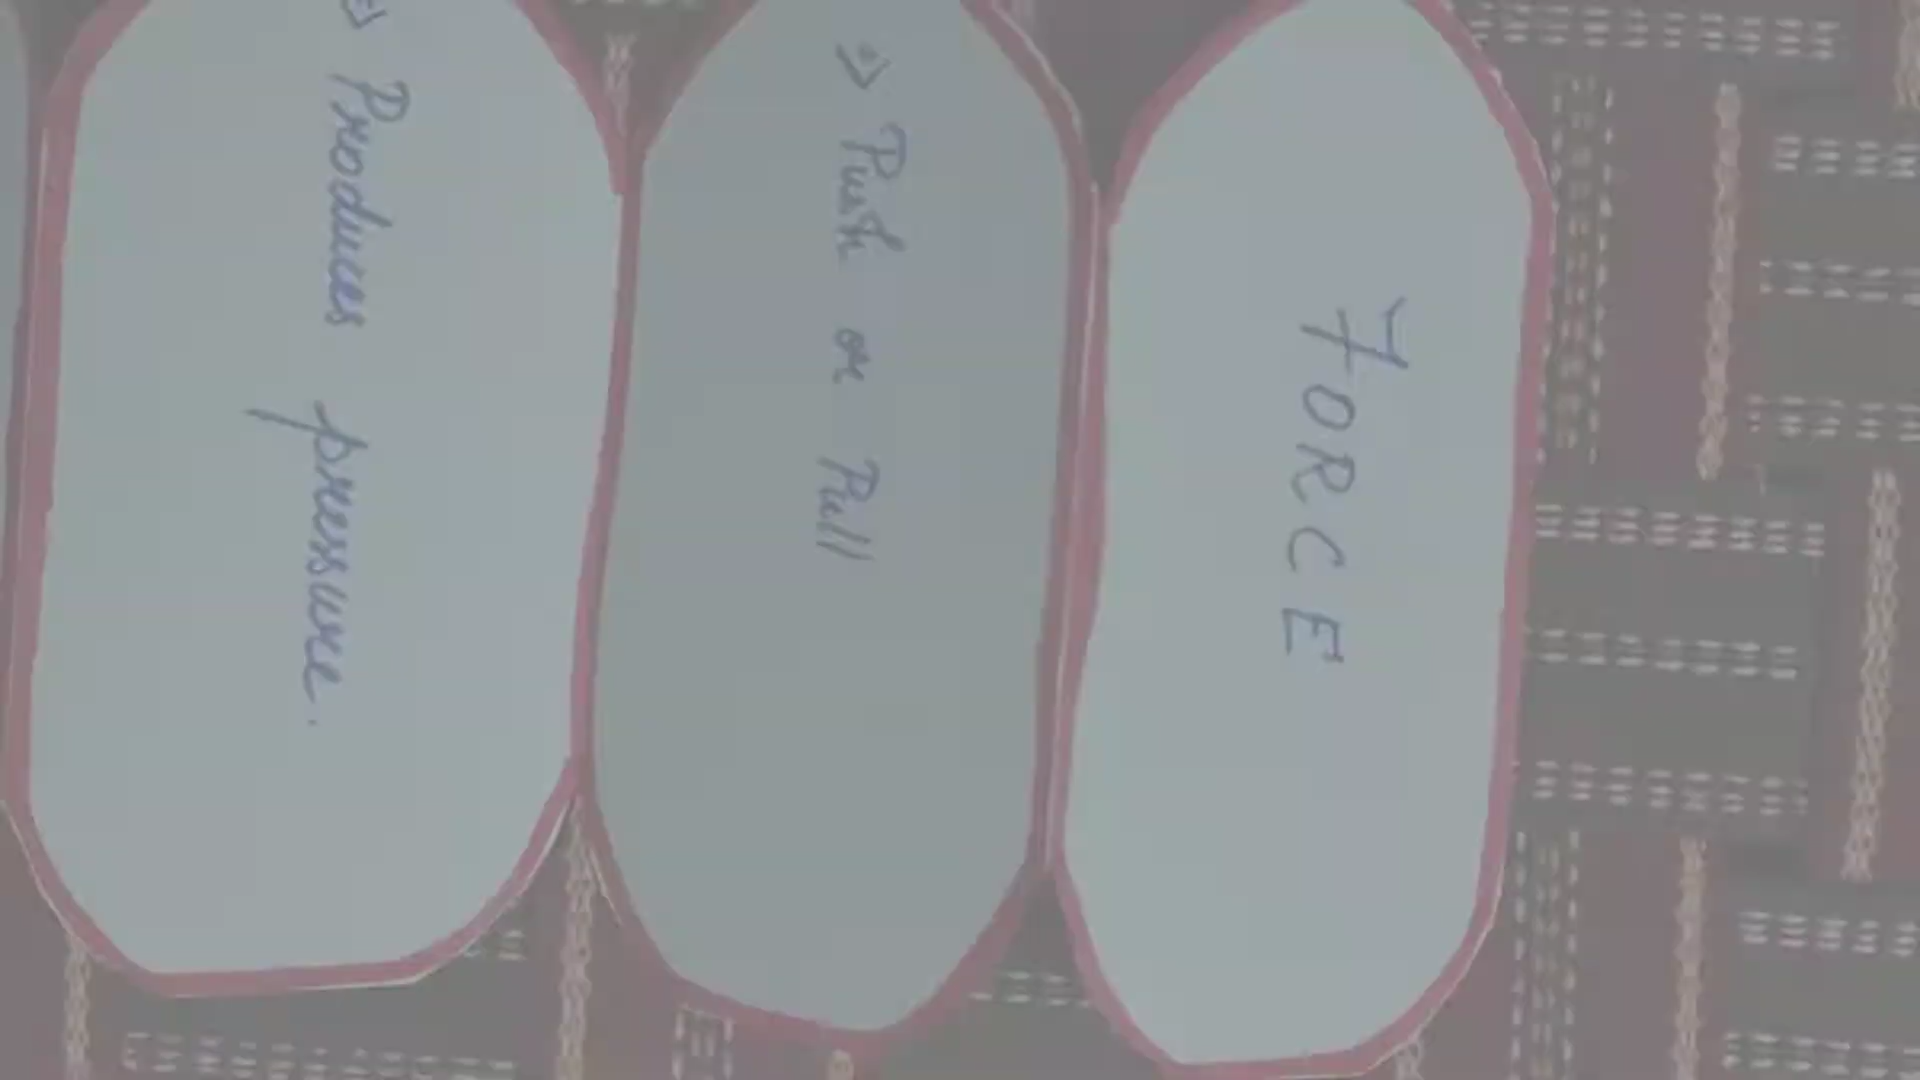 FORCE
⇒ Push or Pull
⇒ Produces pressure.